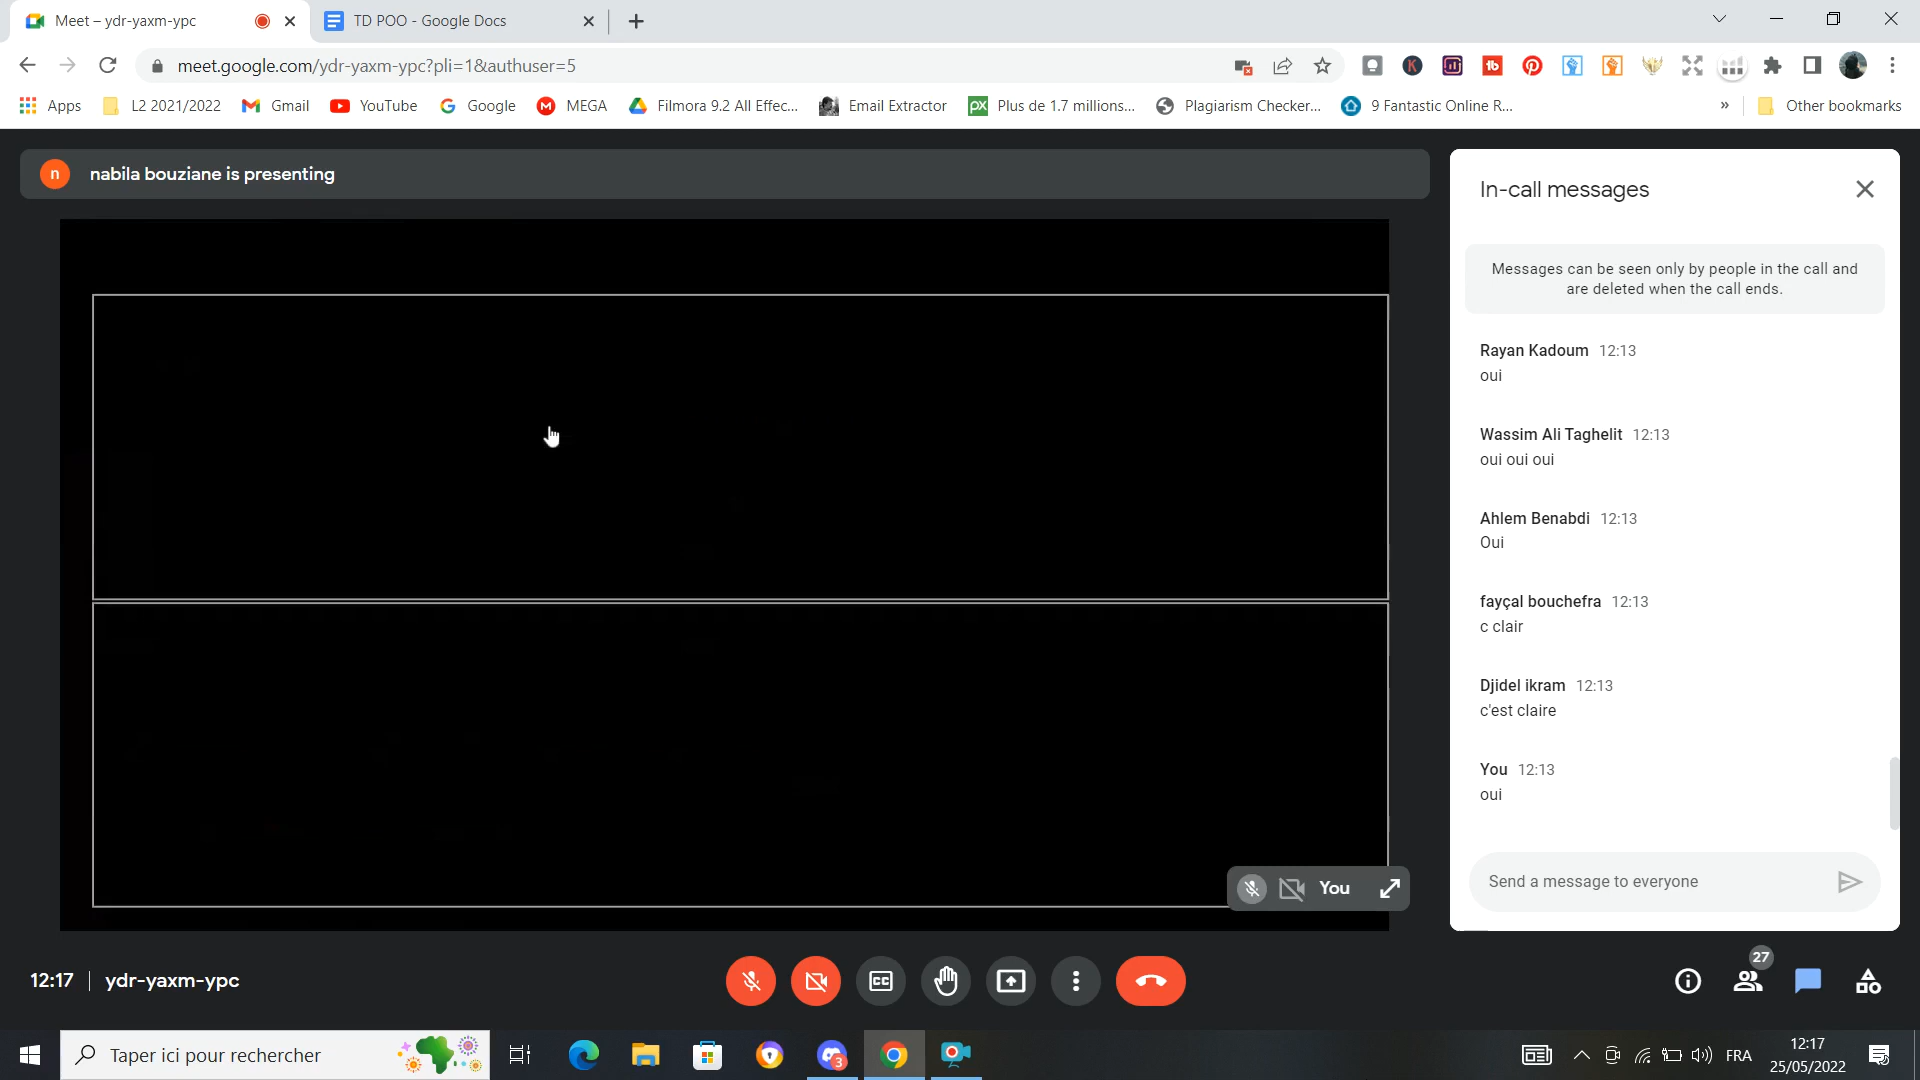 Meet – ydr-yaxm-ypc
TD POO - Google Docs
meet.google.com/ydr-yaxm-ypc?pli=1&authuser=5
Apps
L2 2021/2022
Gmail
YouTube
Google
MEGA
Filmora 9.2 All Effec...
Email Extractor
Plus de 1.7 millions...
Plagiarism Checker...
9 Fantastic Online R...
»
Other bookmarks
n
nabila bouziane is presenting
In-call messages
Messages can be seen only by people in the call and
are deleted when the call ends.
Rayan Kadoum 12:13
oui
Wassim Ali Taghelit 12:13
oui oui oui
Ahlem Benabdi 12:13
Oui
fayçal bouchefra 12:13
c clair
Djidel ikram 12:13
c'est claire
You 12:13
oui
Send a message to everyone
You
12:17 | ydr-yaxm-ypc
CC
27
Taper ici pour rechercher
3
FRA
12:17
25/05/2022